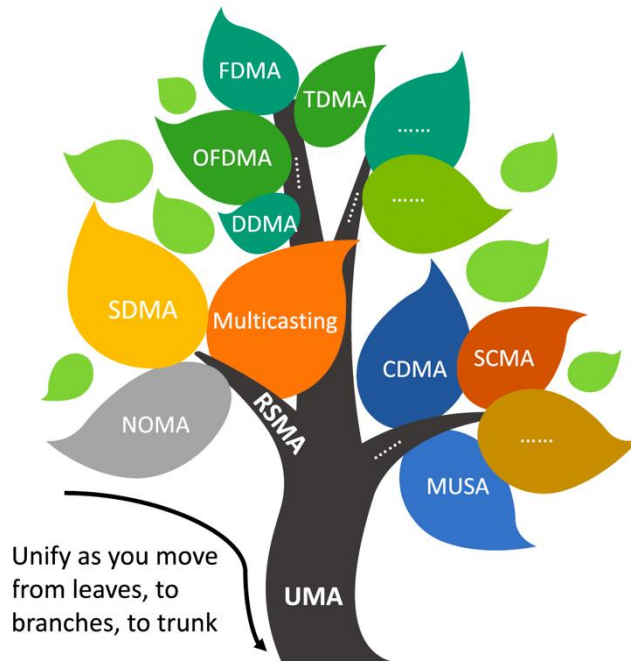 FDMA
TDMA
......
OFDMA
......
......
......
DDMA
SDMA
Multicasting
CDMA
SCMA
RSMA
NOMA
......
......
MUSA
Unify as you move
from leaves, to
branches, to trunk
UMA